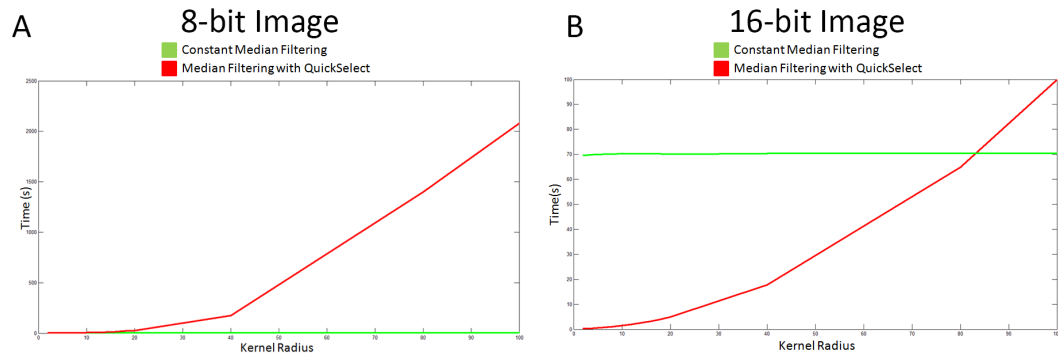 A
8-bit Image
Constant Median Filtering
Median Filtering with QuickSelect
2500
2000
1500
1000
500
0
Time (s)
0 10 20 30 40 50 60 70 80 90 100
Kernel Radius
B
16-bit Image
Constant Median Filtering
Median Filtering with QuickSelect
100
90
80
70
60
50
40
30
20
10
0
Time(s)
0 10 20 30 40 50 60 70 80 90 100
Kernel Radius